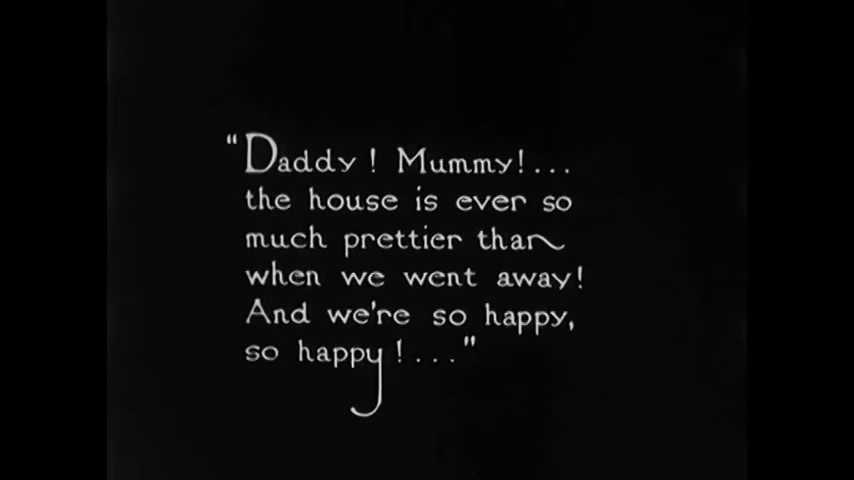 "Daddy! Mummy!...
the house is ever so
much prettier than
when we went away!
And we're so happy,
so happy!..."